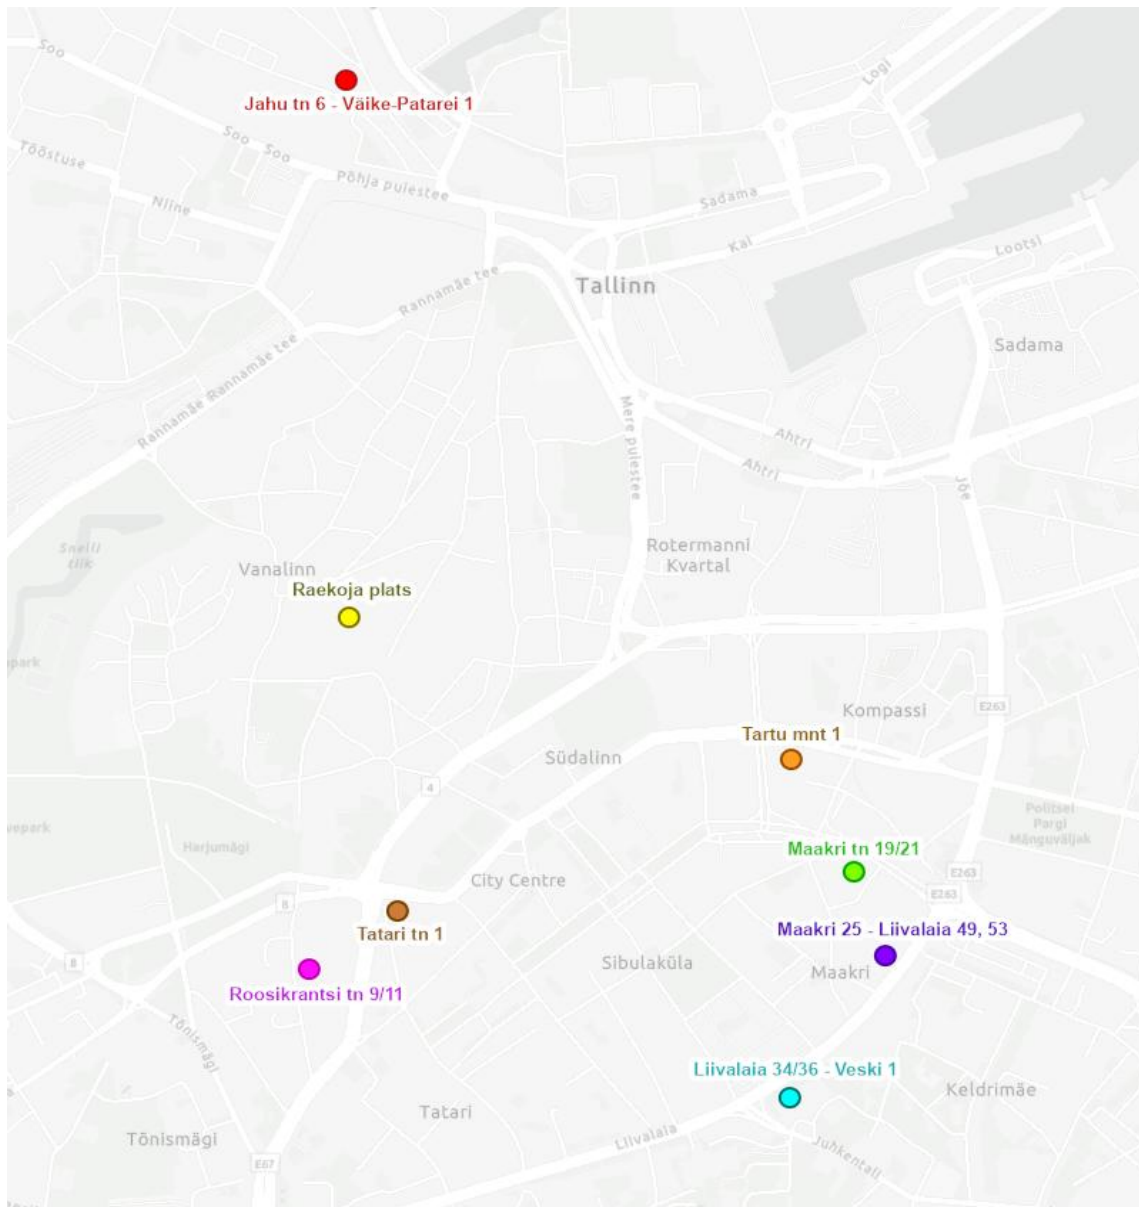 Soo
Logi
Jahu tn 6 - Väike-Patarei 1
Soo
Soo
Tööstuse
Põhja puiestee
Niine
Sadama
Kai
Lootsi
Rannamäe tee
Tallinn
Sadama
Rannamäe tee
Rannamäe
Mere puiestee
Ahtri
Ahtri
Jõe
Snelli
tiik
Vanalinn
Rotermanni
Kvartal
Raekoja plats
park
Kompassi
E263
Tartu mnt 1
Südalinn
4
Politsei
Pargi
Mänguväljak
vepark
Harjumägi
Maakri tn 19/21
City Centre
E263
E263
8
Tatari tn 1
Maakri 25 - Liivalaia 49, 53
8
Sibulaküla
Maakri
Roosikrantsi tn 9/11
Tõnismägi
Liivalaia 34/36 - Veski 1
Keldrimäe
Tatari
Tõnismägi
Liivalaia
Juhkentali
E67